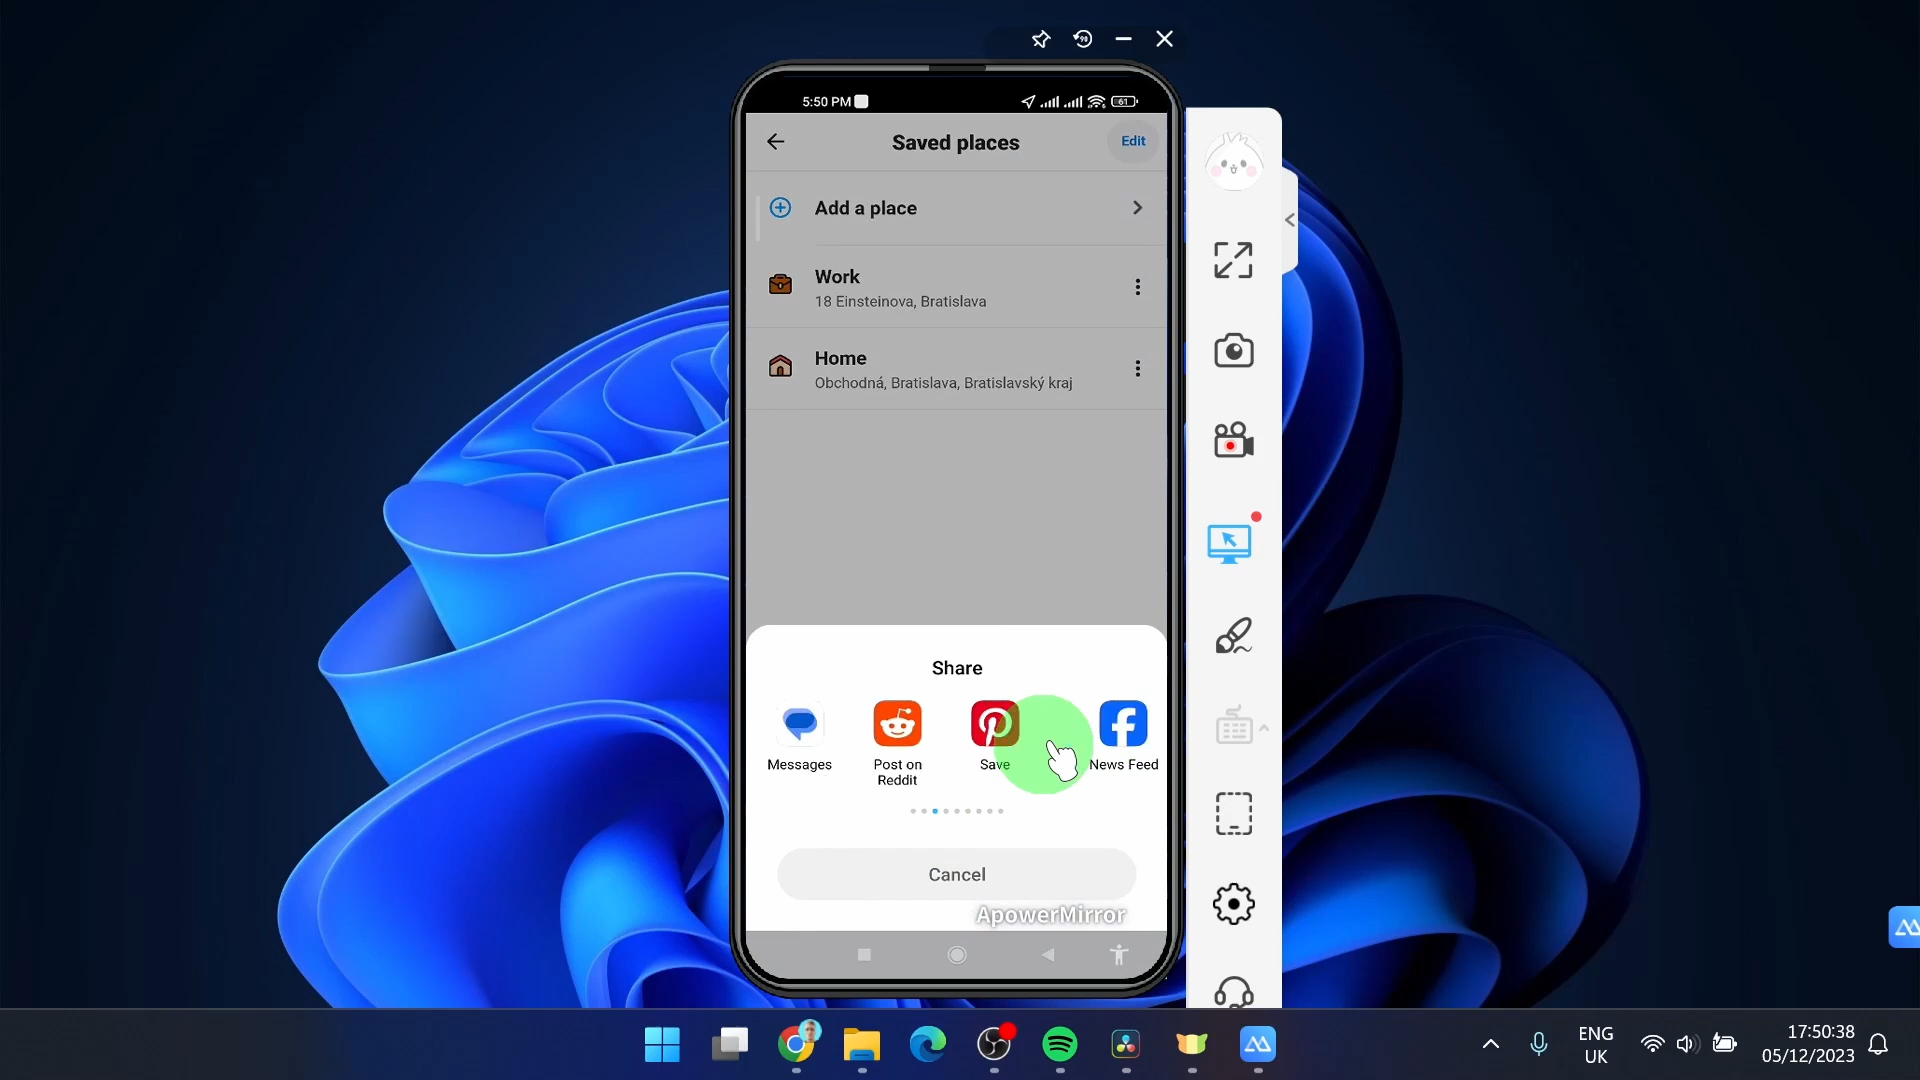 5:50 PM
61
Saved places
Edit
Add a place
Work
18 Einsteinova, Bratislava
Home
Obchodná, Bratislava, Bratislavský kraj
Share
Messages
Post on
Reddit
Save
News Feed
Cancel
ApowerMirror
ENG
UK
17:50:38
05/12/2023